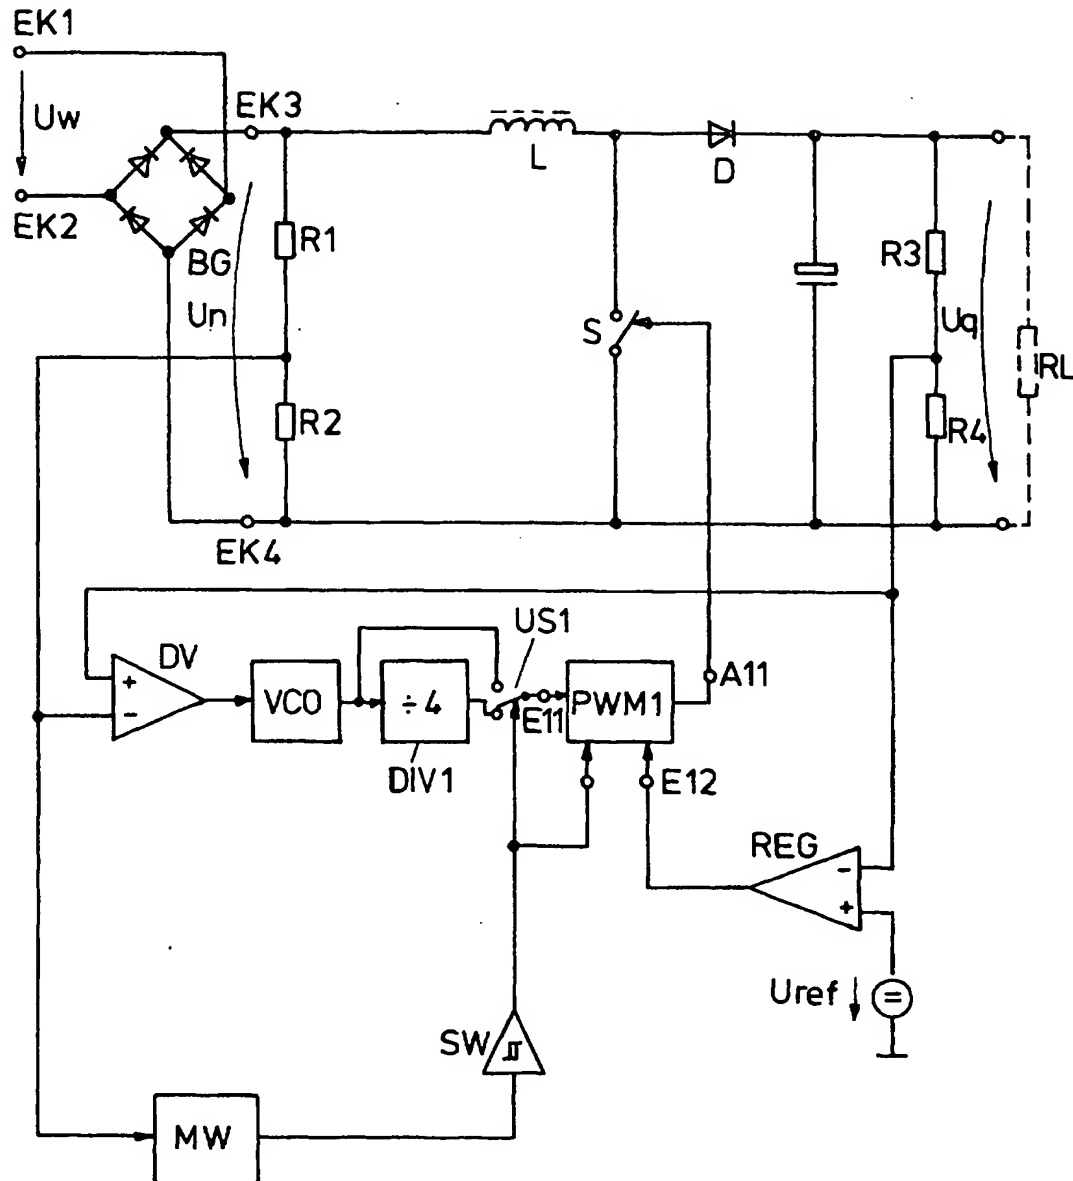 EK1
Uw
EK3
EK2
BG
Un
R1
R2
EK4
L
D
S
R3
Uq
R4
RL
US1
DV
+
-
VCO
÷4
DIV1
E11
PWM1
A11
E12
REG
-
+
Uref
=
SW
MW